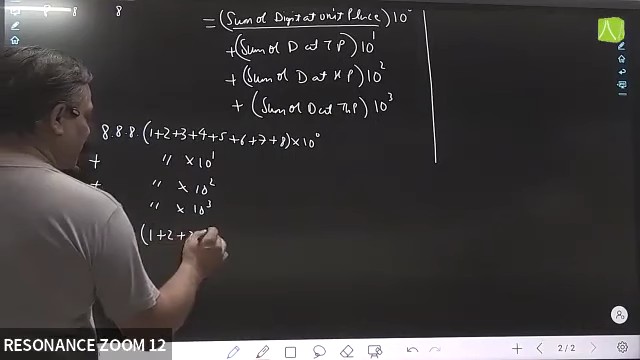 8 8
= (Sum of Digit at unit Place) 10°
+ (Sum of D at T P) 10¹
+ (Sum of D at H P) 10²
+ (Sum of D at Th P) 10³
8.8.8. (1+2+3+4+5+6+7+8) × 10°
+ " × 10¹
+ " × 10²
" × 10³
(1+2+
RESONANCE ZOOM 12
2/2